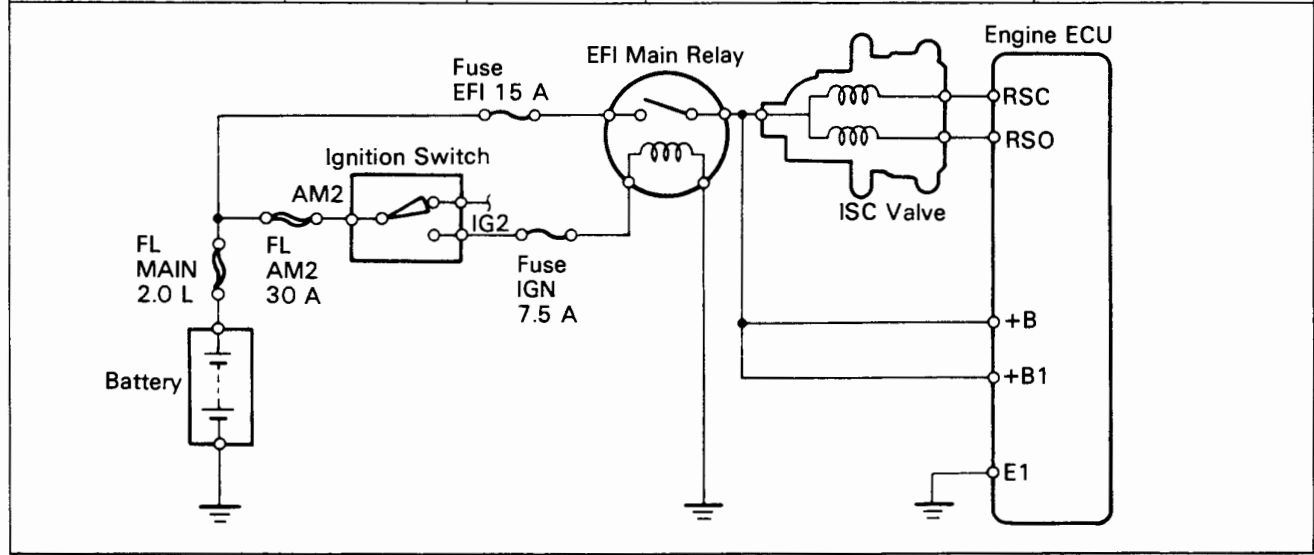 Engine ECU
EFI Main Relay
Fuse
EFI 15 A
RSC
RSO
Ignition Switch
AM2
ISC Valve
IG2
FL
MAIN
2.0 L
FL
AM2
30 A
Fuse
IGN
7.5 A
+B
Battery
+B1
E1